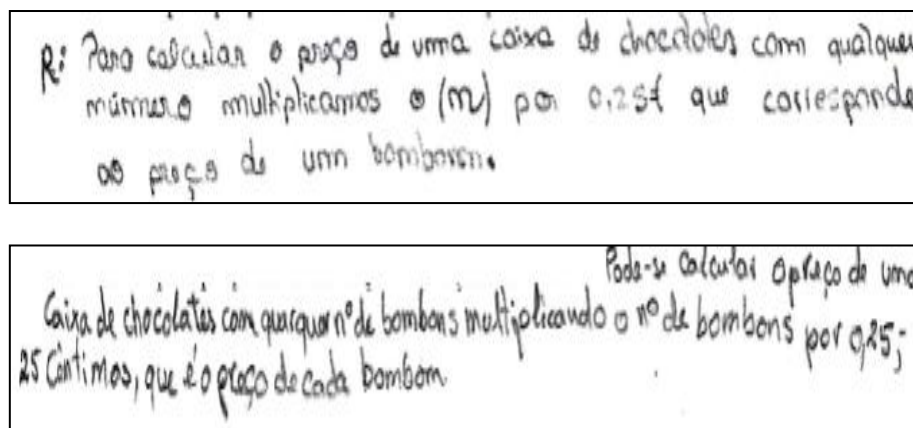 R: Para calcular o preço de uma caixa de chocolates com qualquer
número multiplicamos o (n) por 0,25€ que corresponde
ao preço de um bombom.
Pode-se calcular o preço de uma
Caixa de chocolates com quarquar nº de bombons multiplicando o nº de bombons por 0,25;
25 Cêntimos, que é o preço de cada bombom.